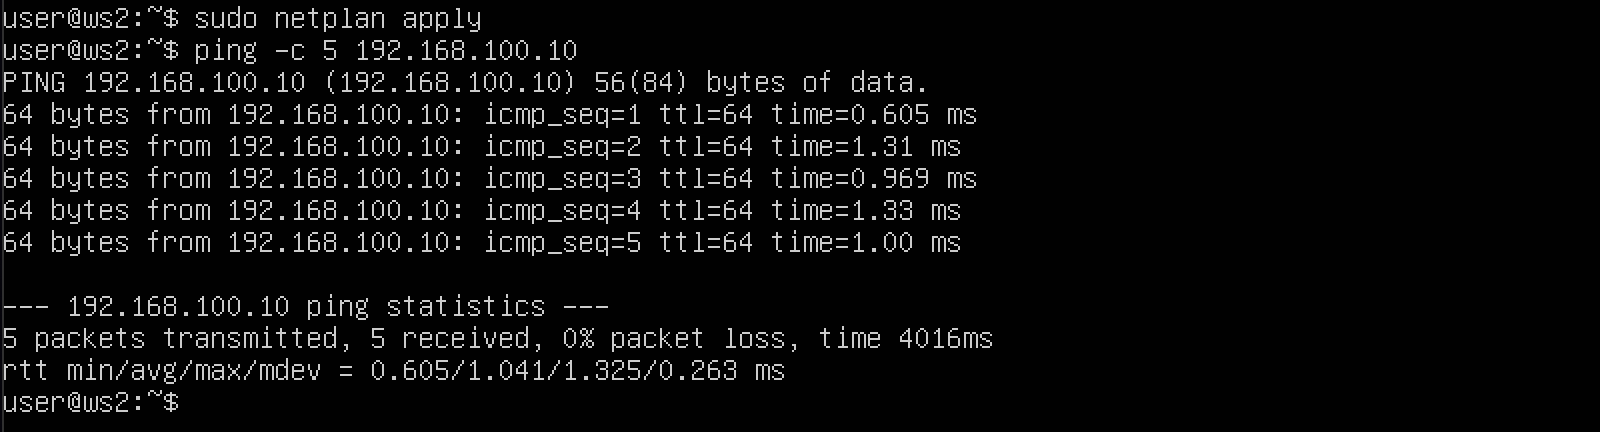 user@ws2:~$ sudo netplan apply
user@ws2:~$ ping -c 5 192.168.100.10
PING 192.168.100.10 (192.168.100.10) 56(84) bytes of data.
64 bytes from 192.168.100.10: icmp_seq=1 ttl=64 time=0.605 ms
64 bytes from 192.168.100.10: icmp_seq=2 ttl=64 time=1.31 ms
64 bytes from 192.168.100.10: icmp_seq=3 ttl=64 time=0.969 ms
64 bytes from 192.168.100.10: icmp_seq=4 ttl=64 time=1.33 ms
64 bytes from 192.168.100.10: icmp_seq=5 ttl=64 time=1.00 ms
--- 192.168.100.10 ping statistics ---
5 packets transmitted, 5 received, 0% packet loss, time 4016ms
rtt min/avg/max/mdev = 0.605/1.041/1.325/0.263 ms
user@ws2:~$